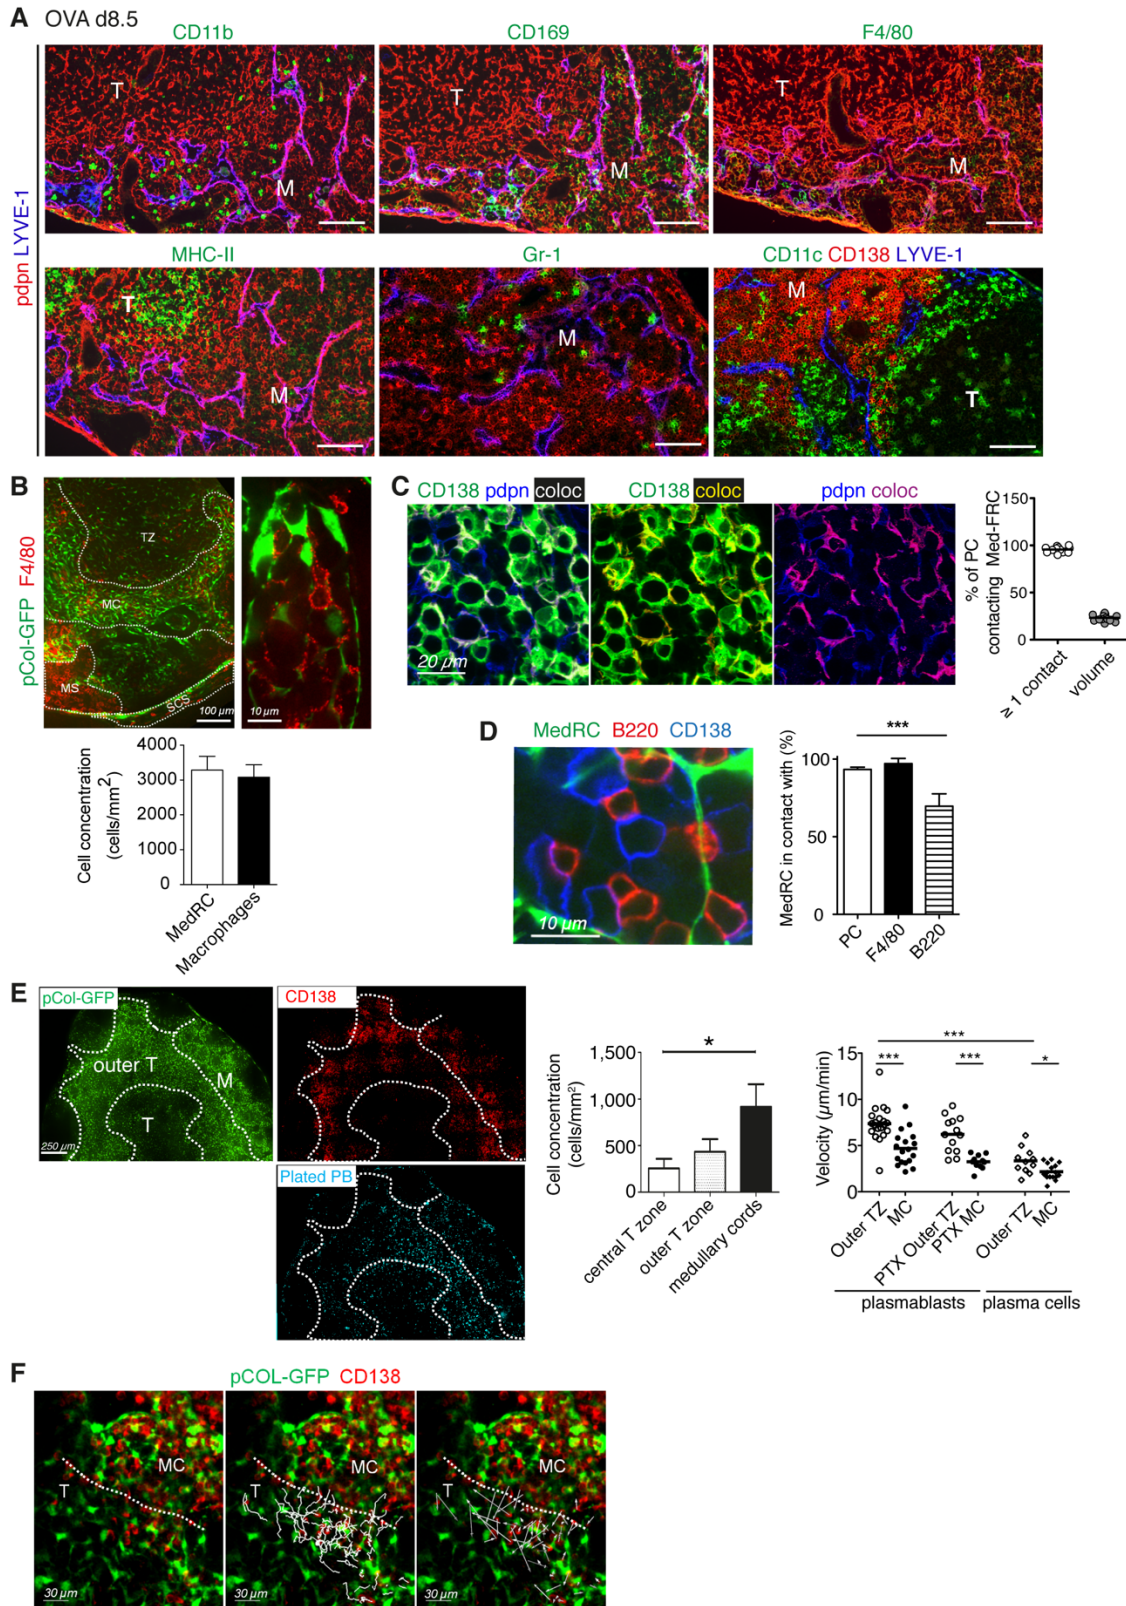 A OVA d8.5
CD11b CD169 F4/80
pdpn LYVE-1
T M
T M
T M
MHC-II Gr-1 CD11c CD138 LYVE-1
T M
M
M T
B
pCol-GFP F4/80
TZ
MC
MS
SCS
100 µm
10 µm
Cell concentration
(cells/mm2)
4000
3000
2000
1000
0
MedRC
Macrophages
C
CD138 pdpn coloc
CD138 coloc
pdpn coloc
20 µm
% of PC
contacting Med-FRC
150
100
50
0
≥ 1 contact
volume
D
MedRC B220 CD138
10 µm
MedRC in contact with (%)
100
50
0
***
PC
F4/80
B220
E
pCol-GFP
outer T
M
T
250 µm
CD138
Plated PB
Cell concentration
(cells/mm2)
1,500
1,000
500
0
*
central T zone
outer T zone
medullary cords
Velocity (µm/min)
15
10
5
0
***
*** *** *
Outer TZ
MC
PTX Outer TZ
PTX MC
Outer TZ
MC
plasmablasts plasma cells
F
pCOL-GFP CD138
MC
T
30 µm
MC
T
30 µm
MC
T
30 µm